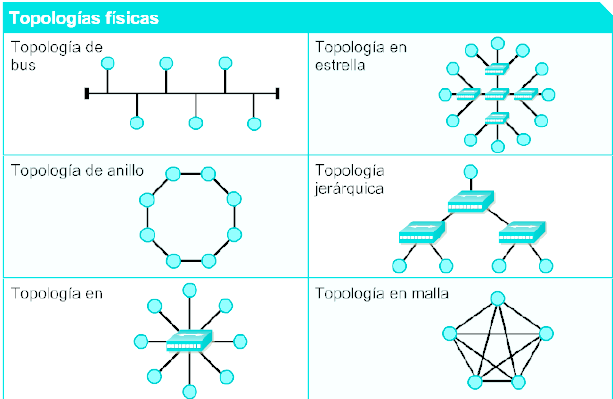 Topologías físicas
Topología de
bus
Topología en
estrella
Topología de anillo
Topología
jerárquica
Topología en
Topología en malla